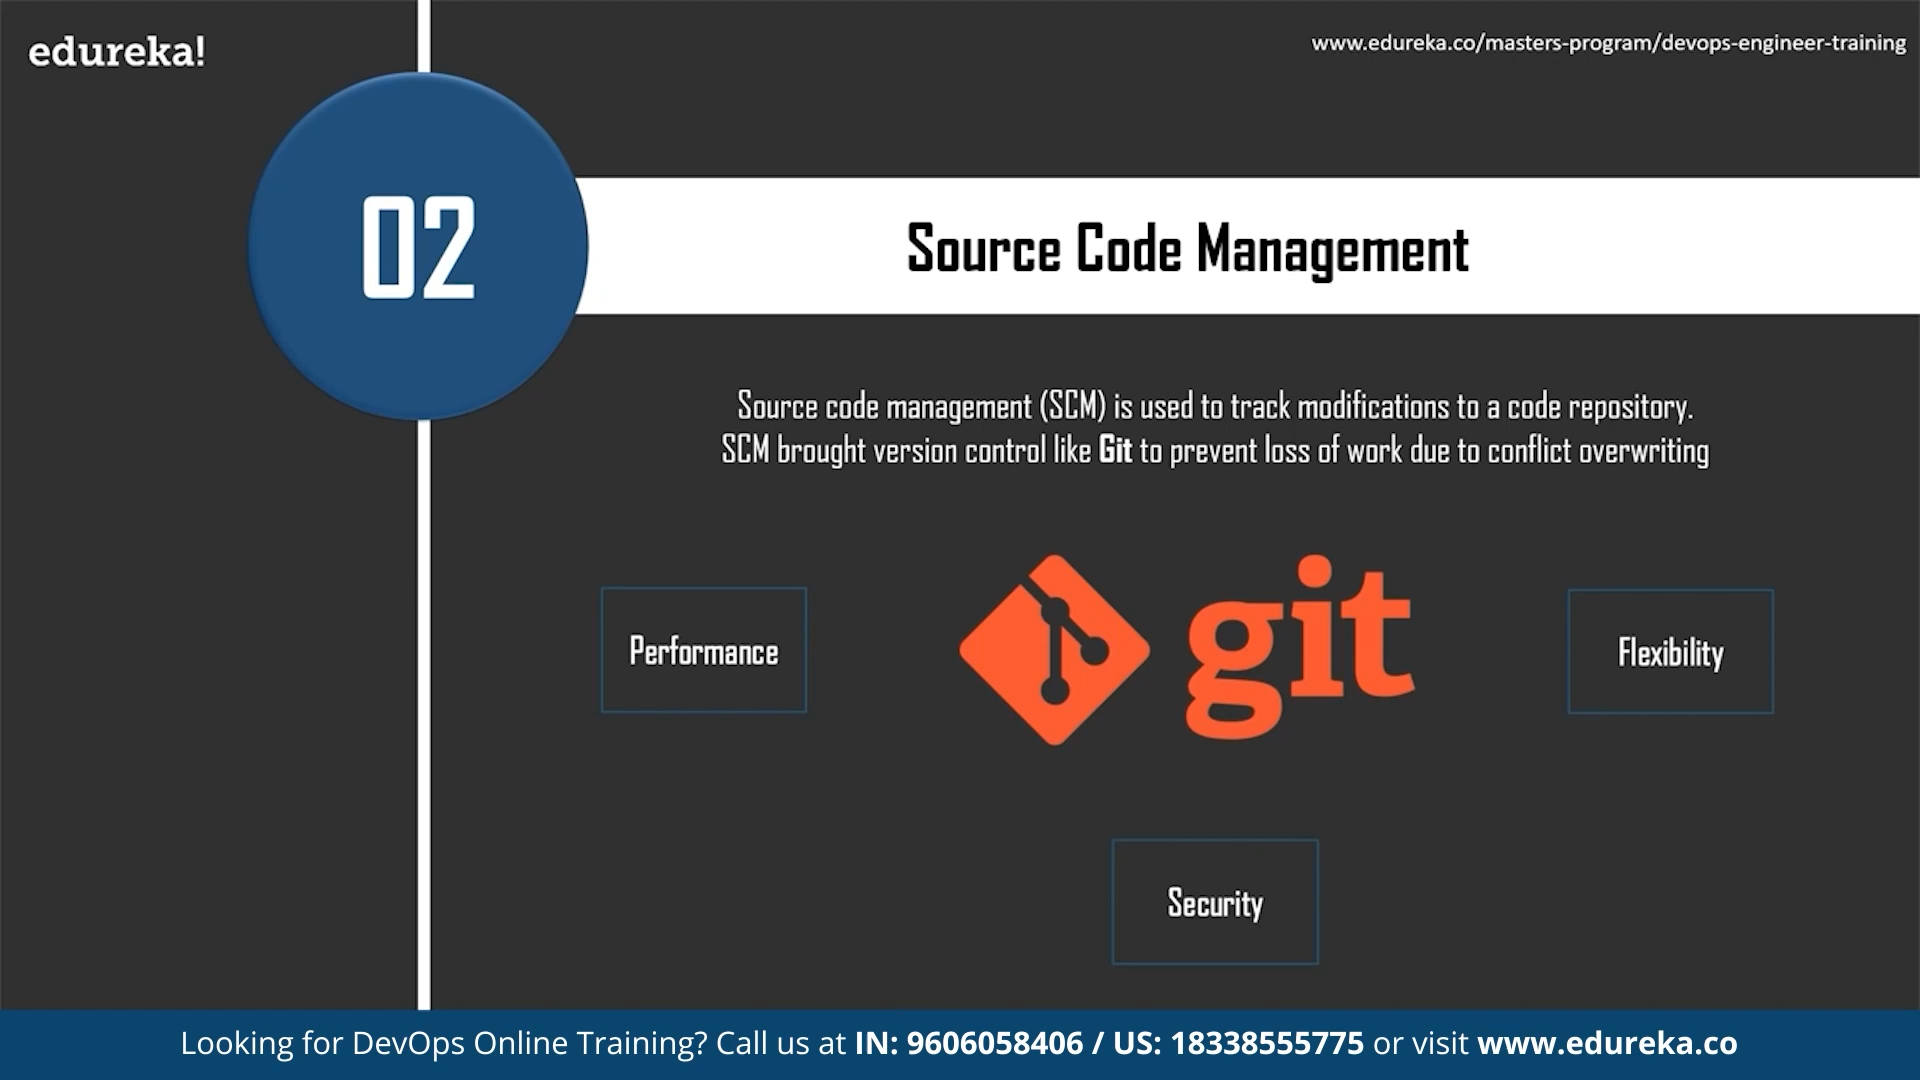 edureka!
www.edureka.co/masters-program/devops-engineer-training
02
Source Code Management
Source code management (SCM) is used to track modifications to a code repository.
SCM brought version control like Git to prevent loss of work due to conflict overwriting
Performance
git
Flexibility
Security
Looking for DevOps Online Training? Call us at IN: 9606058406 / US: 18338555775 or visit www.edureka.co